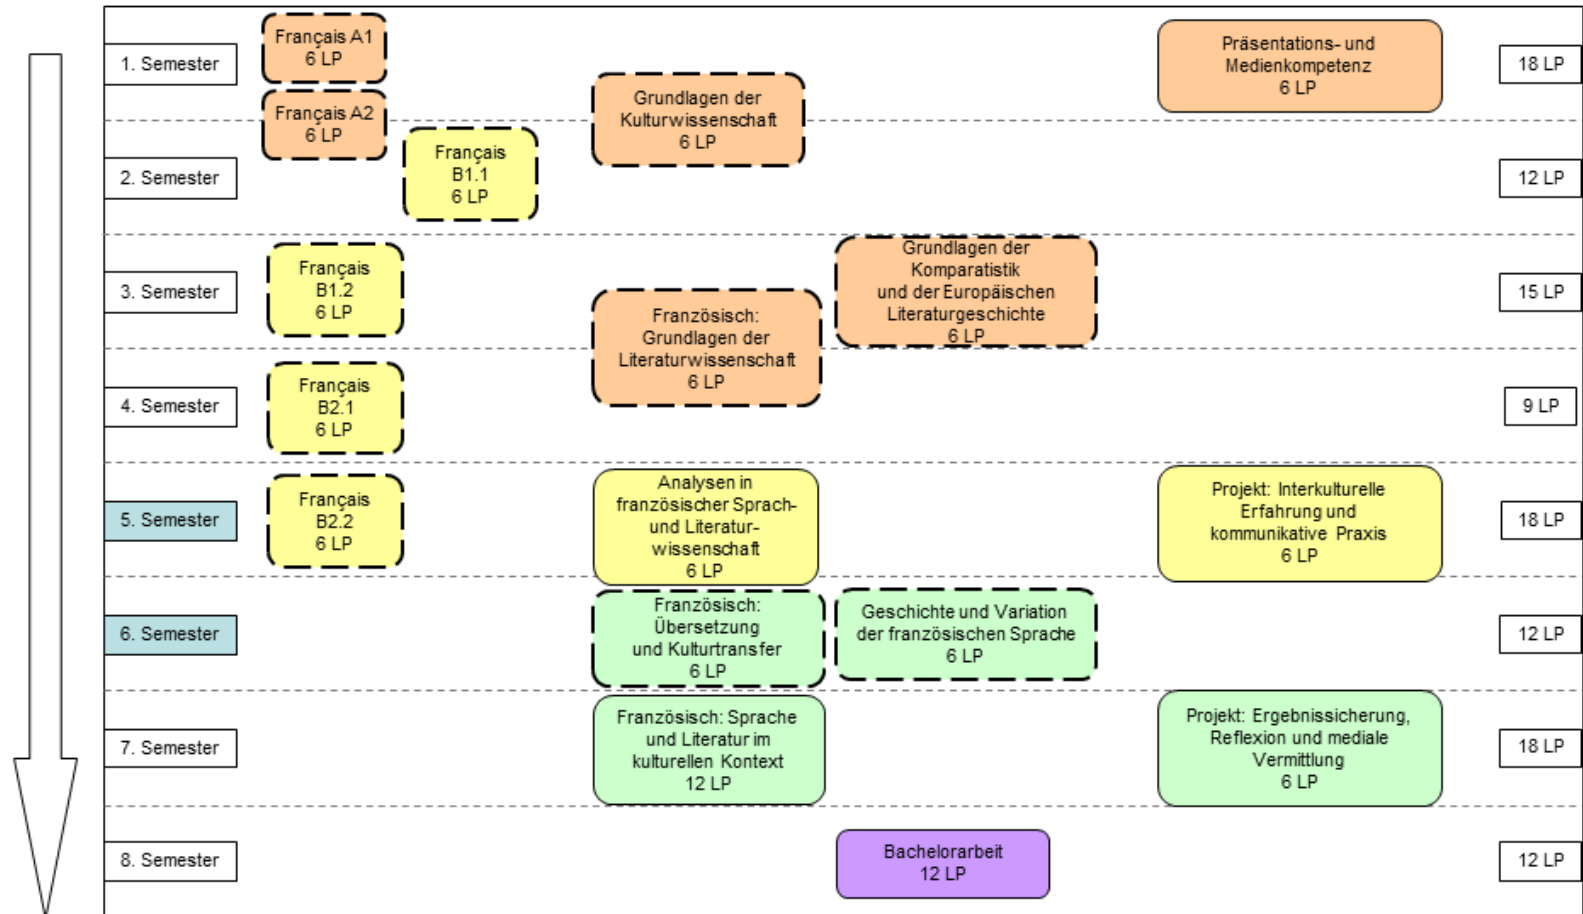 1. Semester
Français A1
6 LP
Français A2
6 LP
Grundlagen der
Kulturwissenschaft
6 LP
Präsentations- und
Medienkompetenz
6 LP
18 LP
2. Semester
Français
B1.1
6 LP
12 LP
3. Semester
Français
B1.2
6 LP
Französisch:
Grundlagen der
Literaturwissenschaft
6 LP
Grundlagen der
Komparatistik
und der Europäischen
Literaturgeschichte
6 LP
15 LP
4. Semester
Français
B2.1
6 LP
9 LP
5. Semester
Français
B2.2
6 LP
Analysen in
französischer Sprach-
und Literatur-
wissenschaft
6 LP
Projekt: Interkulturelle
Erfahrung und
kommunikative Praxis
6 LP
18 LP
6. Semester
Französisch:
Übersetzung
und Kulturtransfer
6 LP
Geschichte und Variation
der französischen Sprache
6 LP
12 LP
7. Semester
Französisch: Sprache
und Literatur im
kulturellen Kontext
12 LP
Projekt: Ergebnissicherung,
Reflexion und mediale
Vermittlung
6 LP
18 LP
8. Semester
Bachelorarbeit
12 LP
12 LP